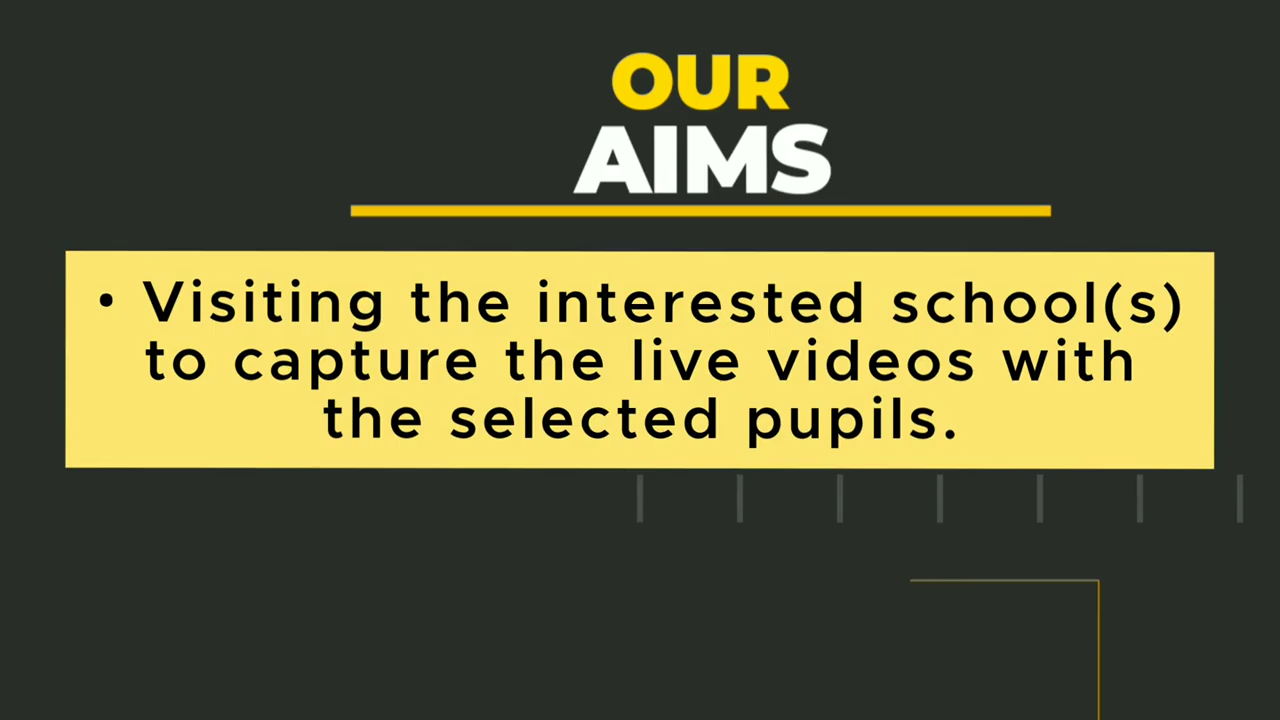 OUR
AIMS
• Visiting the interested school(s)
to capture the live videos with
the selected pupils.